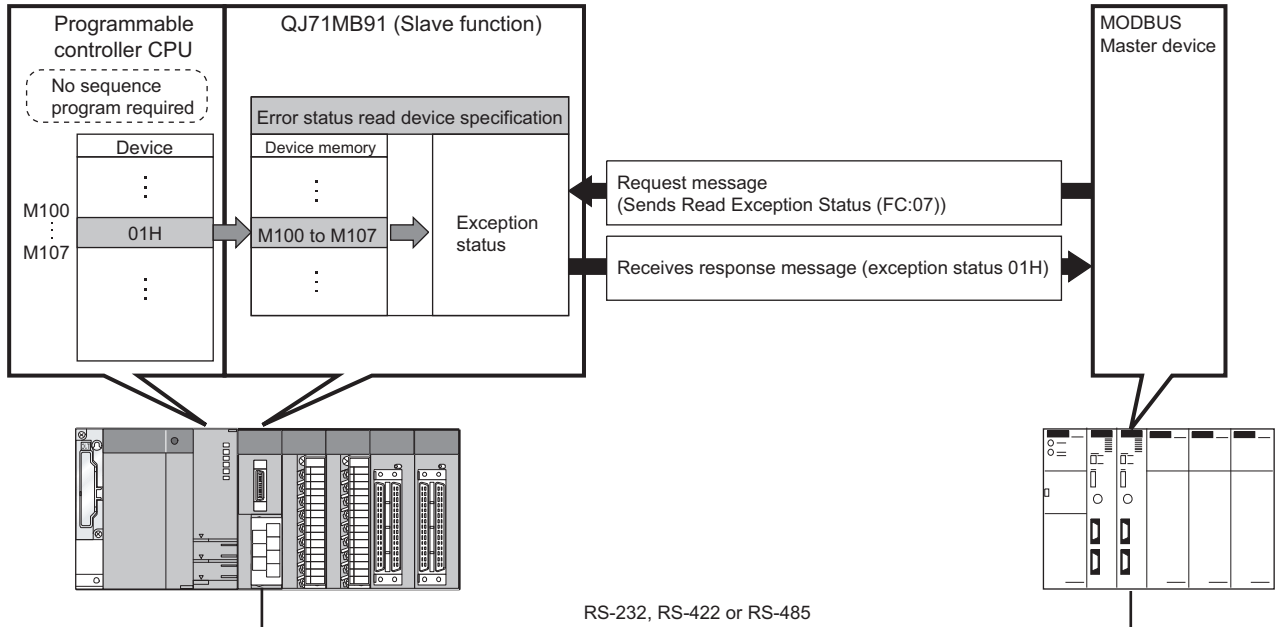 Programmable
controller CPU
No sequence
program required
Device
M100
M107
01H
QJ71MB91 (Slave function)
Error status read device specification
Device memory
M100 to M107
Exception
status
Request message
(Sends Read Exception Status (FC:07))
Receives response message (exception status 01H)
MODBUS
Master device
RS-232, RS-422 or RS-485